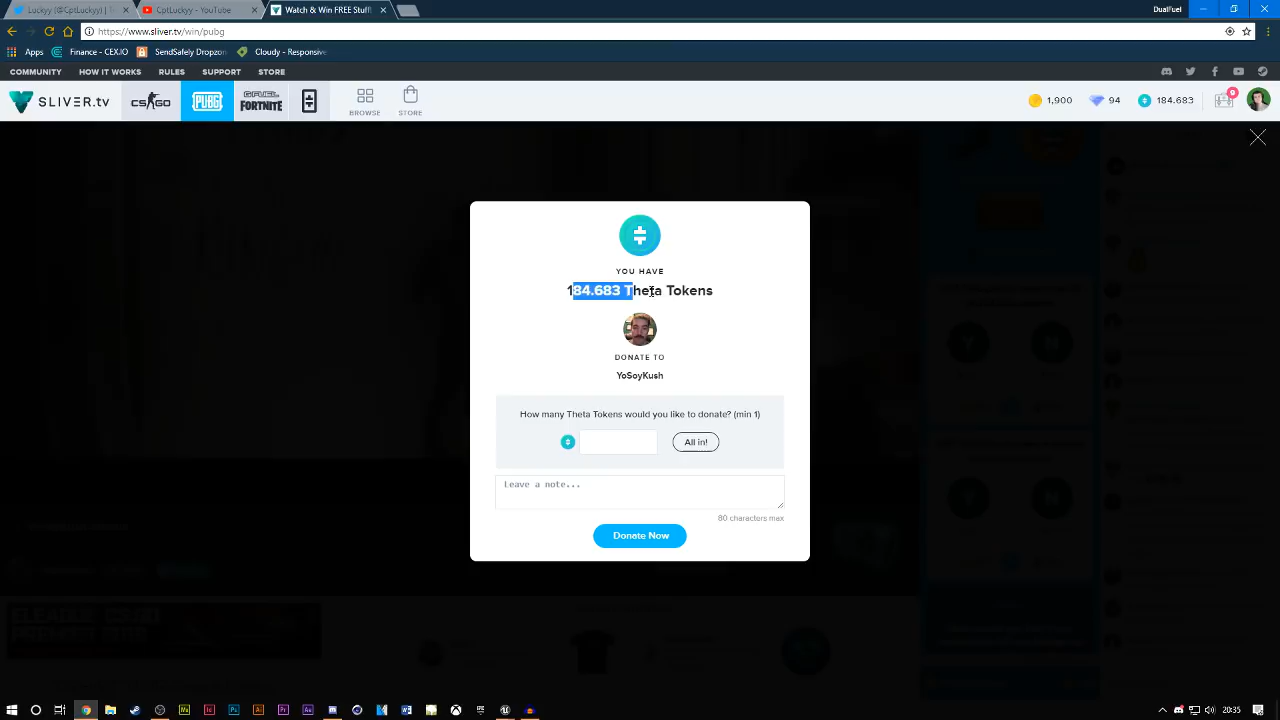 Luckyy (@CptLuckyy) |
CptLuckyy - YouTube
Watch & Win FREE Stuff
DualFuel
https://www.sliver.tv/win/pubg
Apps
Finance - CEX.IO
SendSafely Dropzon
Cloudy - Responsive
COMMUNITY
HOW IT WORKS
RULES
SUPPORT
STORE
SLIVER.tv
CS GO
PUBG
GFUEL
FORTNITE
BROWSE
STORE
1,900
94
184.683
YOU HAVE
184.683 Theta Tokens
DONATE TO
YoSoyKush
How many Theta Tokens would you like to donate? (min 1)
All in!
Leave a note...
80 characters max
Donate Now
20:35